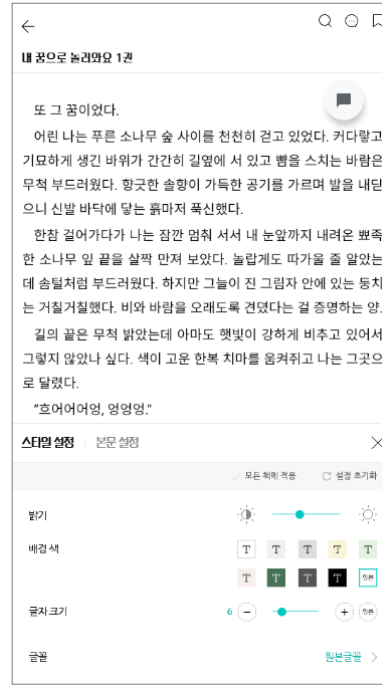 내 꿈으로 놀러와요 1권
또 그 꿈이었다.
어린 나는 푸른 소나무 숲 사이를 천천히 걷고 있었다. 커다랗고
기묘하게 생긴 바위가 간간히 길옆에 서 있고 뺨을 스치는 바람은
무척 부드러웠다. 향긋한 솔향이 가득한 공기를 가르며 발을 내딛
으니 신발 바닥에 닿는 흙마저 푹신했다.
한참 걸어가다가 나는 잠깐 멈춰 서서 내 눈앞까지 내려온 뾰족
한 소나무 잎 끝을 살짝 만져 보았다. 놀랍게도 따가울 줄 알았는
데 솜털처럼 부드러웠다. 하지만 그늘이 진 그림자 안에 있는 둥치
는 거칠거칠했다. 비와 바람을 오래도록 견뎠다는 걸 증명하는 양.
길의 끝은 무척 밝았는데 아마도 햇빛이 강하게 비추고 있어서
그렇지 않았나 싶다. 색이 고운 한복 치마를 움켜쥐고 나는 그곳으
로 달렸다.
“흐어어어엉, 엉엉엉.”
스타일 설정 본문 설정
모든 책에 적용 설정 초기화
밝기
배경 색 T T T T T
T T T T 원본
글자 크기 6 - + 원본
글꼴 원본글꼴 >